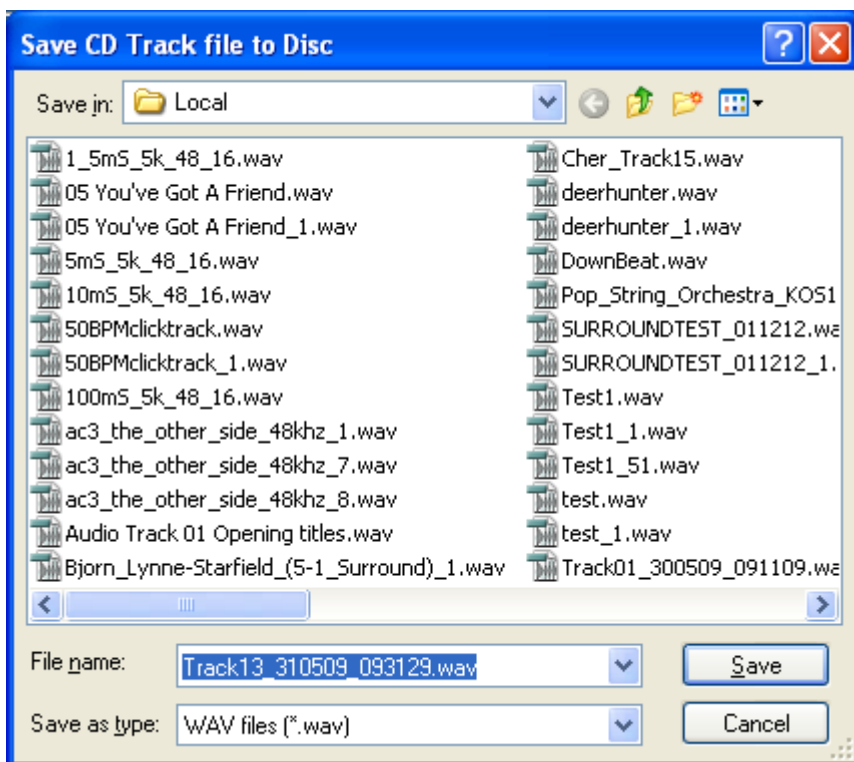 Save CD Track file to Disc
Save in: Local
1_5mS_5k_48_16.wav
05 You've Got A Friend.wav
05 You've Got A Friend_1.wav
5mS_5k_48_16.wav
10mS_5k_48_16.wav
50BPMclicktrack.wav
50BPMclicktrack_1.wav
100mS_5k_48_16.wav
ac3_the_other_side_48khz_1.wav
ac3_the_other_side_48khz_7.wav
ac3_the_other_side_48khz_8.wav
Audio Track 01 Opening titles.wav
Bjorn_Lynne-Starfield_(5-1_Surround)_1.wav
Cher_Track15.wav
deerhunter.wav
deerhunter_1.wav
DownBeat.wav
Pop_String_Orchestra_KOS1
SURROUNDTEST_011212.wa
SURROUNDTEST_011212_1.
Test1.wav
Test1_1.wav
Test1_51.wav
test.wav
test_1.wav
Track01_300509_091109.wa
File name: Track13_310509_093129.wav Save
Save as type: WAV files (*.wav) Cancel